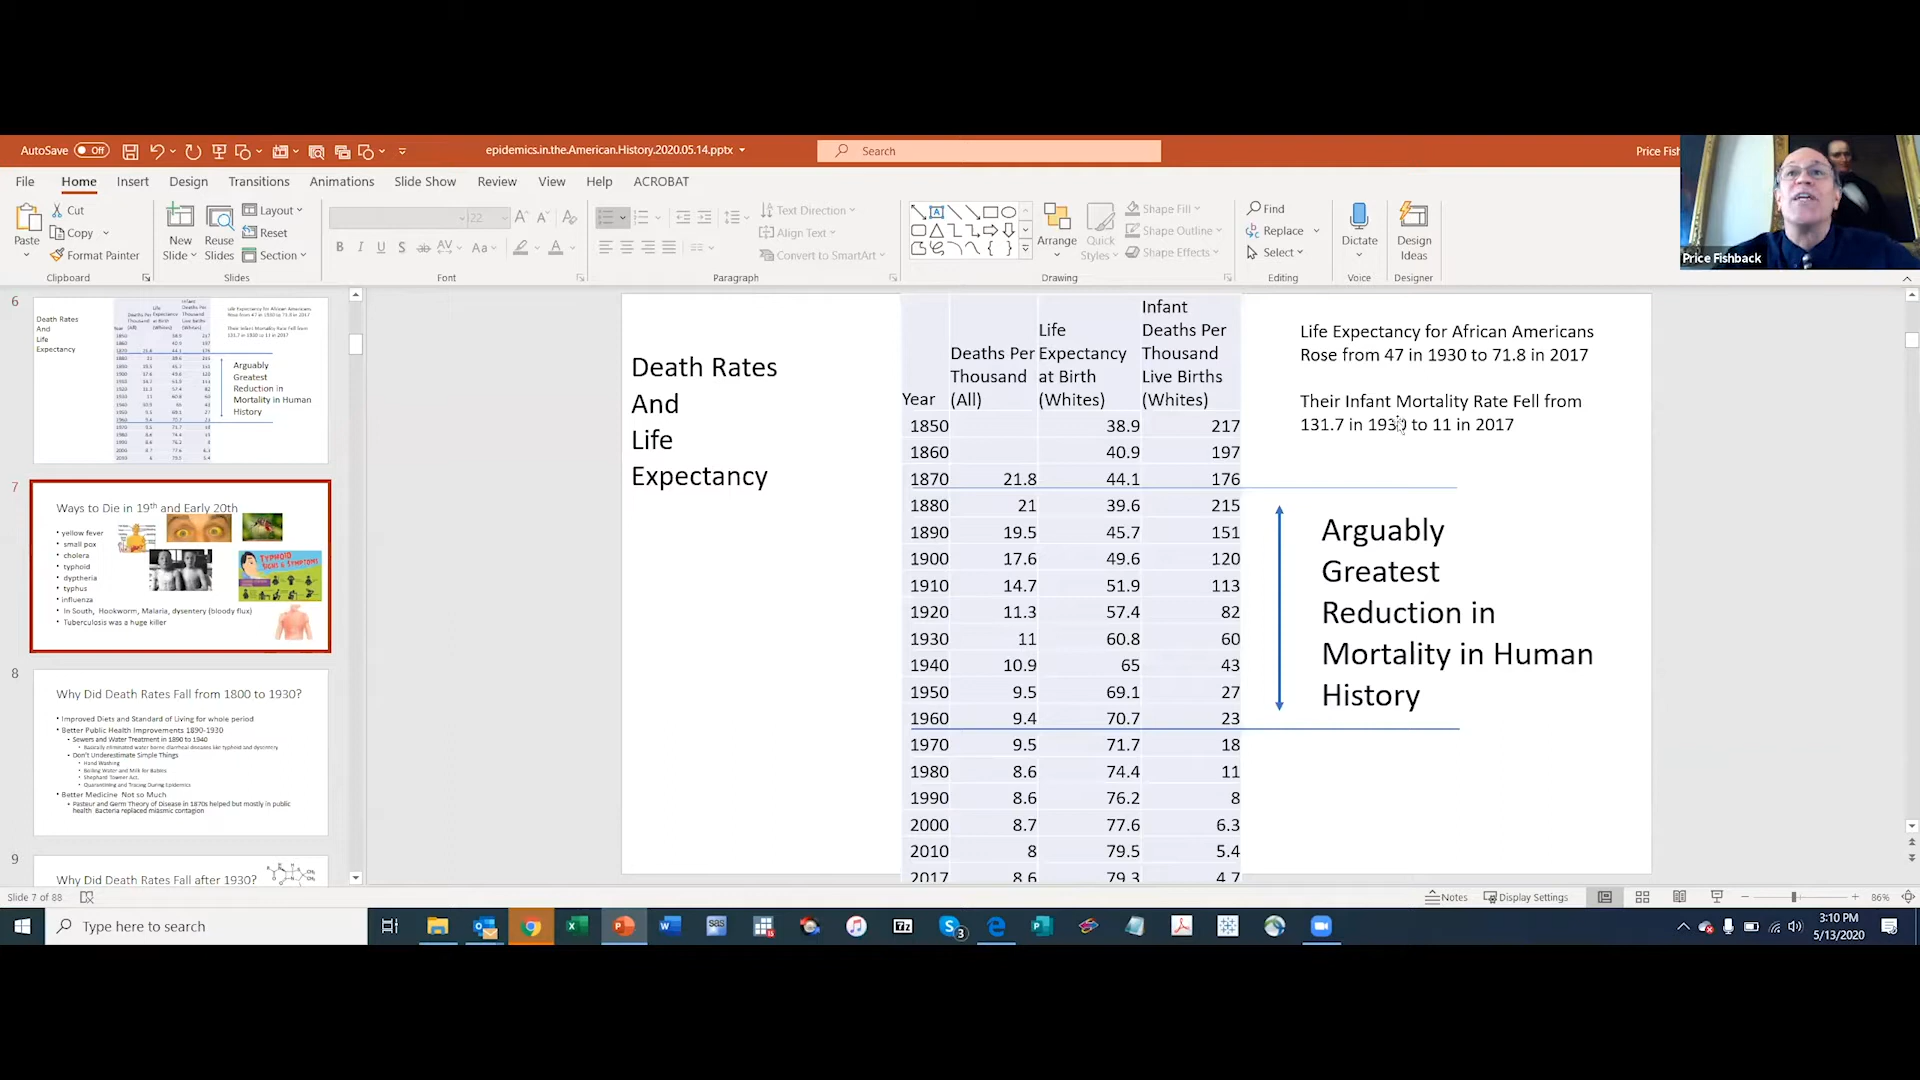 AutoSave Off
epidemics.in.the.American.History.2020.05.14.pptx
Search
Price Fish
File Home Insert Design Transitions Animations Slide Show Review View Help ACROBAT
Paste
Cut
Copy
Format Painter
Clipboard
New Slide
Reuse Slides
Layout
Reset
Section
Slides
22
Font
Text Direction
Align Text
Convert to SmartArt
Paragraph
Arrange
Quick Styles
Shape Fill
Shape Outline
Shape Effects
Drawing
Find
Replace
Select
Editing
Dictate
Voice
Design Ideas
Designer
Price Fishback
6
Death Rates
And
Life
Expectancy
Arguably
Greatest
Reduction in
Mortality in Human
History
7
Ways to Die in 19th and Early 20th
• yellow fever
• small pox
• cholera
• typhoid
• dyptheria
• typhus
• influenza
• In South, Hookworm, Malaria, dysentery (bloody flux)
• Tuberculosis was a huge killer
TYPHOID
SIGNS & SYMPTOMS
8
Why Did Death Rates Fall from 1800 to 1930?
• Improved Diets and Standard of Living for whole period
• Better Public Health Improvements 1890-1930
• Sewers and Water Treatment in 1890 to 1940
• Basically eliminated water borne diarrheal diseases like typhoid and dysentery
• Don't Underestimate Simple Things
• Hand Washing
• Boiling Water and Milk for Babies
• Quarantining and Tracing During Epidemics
• Better Medicine Not so Much
• Pasteur and Germ Theory of Disease in 1870s helped but mostly in public
health Bacteria replaced miasmic contagion
9
Why Did Death Rates Fall after 1930?
Death Rates
And
Life
Expectancy
Year Deaths Per Thousand (All) Life Expectancy at Birth (Whites) Infant Deaths Per Thousand Live Births (Whites)
1850 38.9 217
1860 40.9 197
1870 21.8 44.1 176
1880 21 39.6 215
1890 19.5 45.7 151
1900 17.6 49.6 120
1910 14.7 51.9 113
1920 11.3 57.4 82
1930 11 60.8 60
1940 10.9 65 43
1950 9.5 69.1 27
1960 9.4 70.7 23
1970 9.5 71.7 18
1980 8.6 74.4 11
1990 8.6 76.2 8
2000 8.7 77.6 6.3
2010 8 79.5 5.4
2017 8.6 79.3 4.7
Life Expectancy for African Americans
Rose from 47 in 1930 to 71.8 in 2017
Their Infant Mortality Rate Fell from
131.7 in 1930 to 11 in 2017
Arguably
Greatest
Reduction in
Mortality in Human
History
Slide 7 of 88
Notes
Display Settings
86%
Type here to search
3:10 PM
5/13/2020